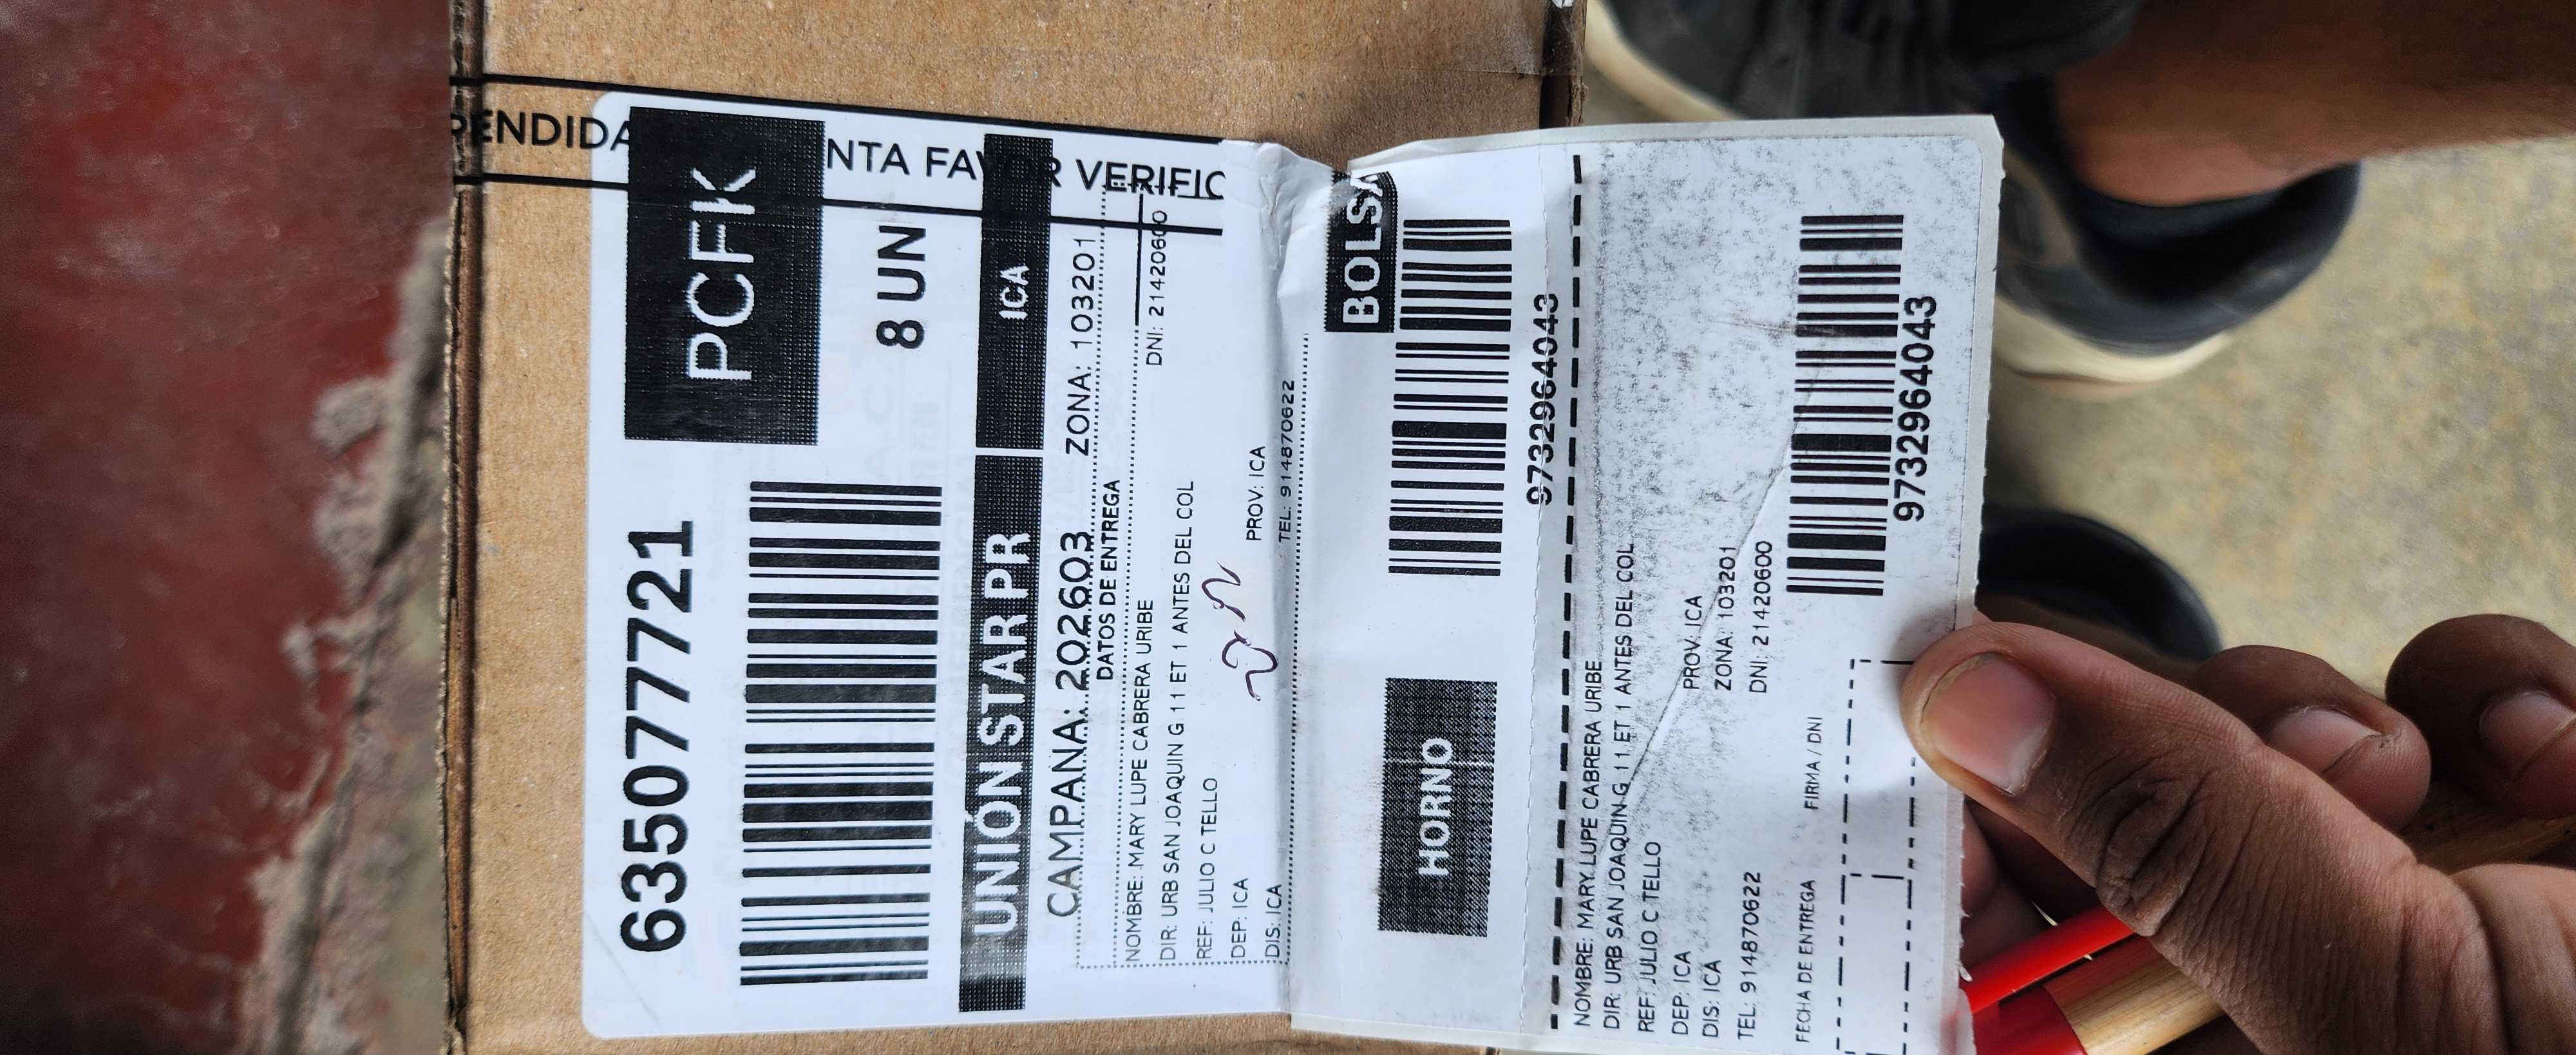 PENDIDA NTA FAVOR VERIFIC
PCFK
6350777721
8 UN
UNIÓN STAR PR ICA
CAMPANA: 202603 ZONA: 103201
DATOS DE ENTREGA
NOMBRE: MARY LUPE CABRERA URIBE
DNI: 21420600
DIR: URB SAN JOAQUIN G 11 ET 1 ANTES DEL COL
REF: JULIO C TELLO
DEP: ICA PROV: ICA
DIS: ICA TEL: 914870622
BOLSA
HORNO
9732964043
NOMBRE: MARY LUPE CABRERA URIBE
DIR: URB SAN JOAQUIN G 11 ET 1 ANTES DEL COL
REF: JULIO C TELLO
DEP: ICA PROV: ICA
DIS: ICA ZONA: 103201
TEL: 914870622 DNI: 21420600
FECHA DE ENTREGA FIRMA / DNI
9732964043